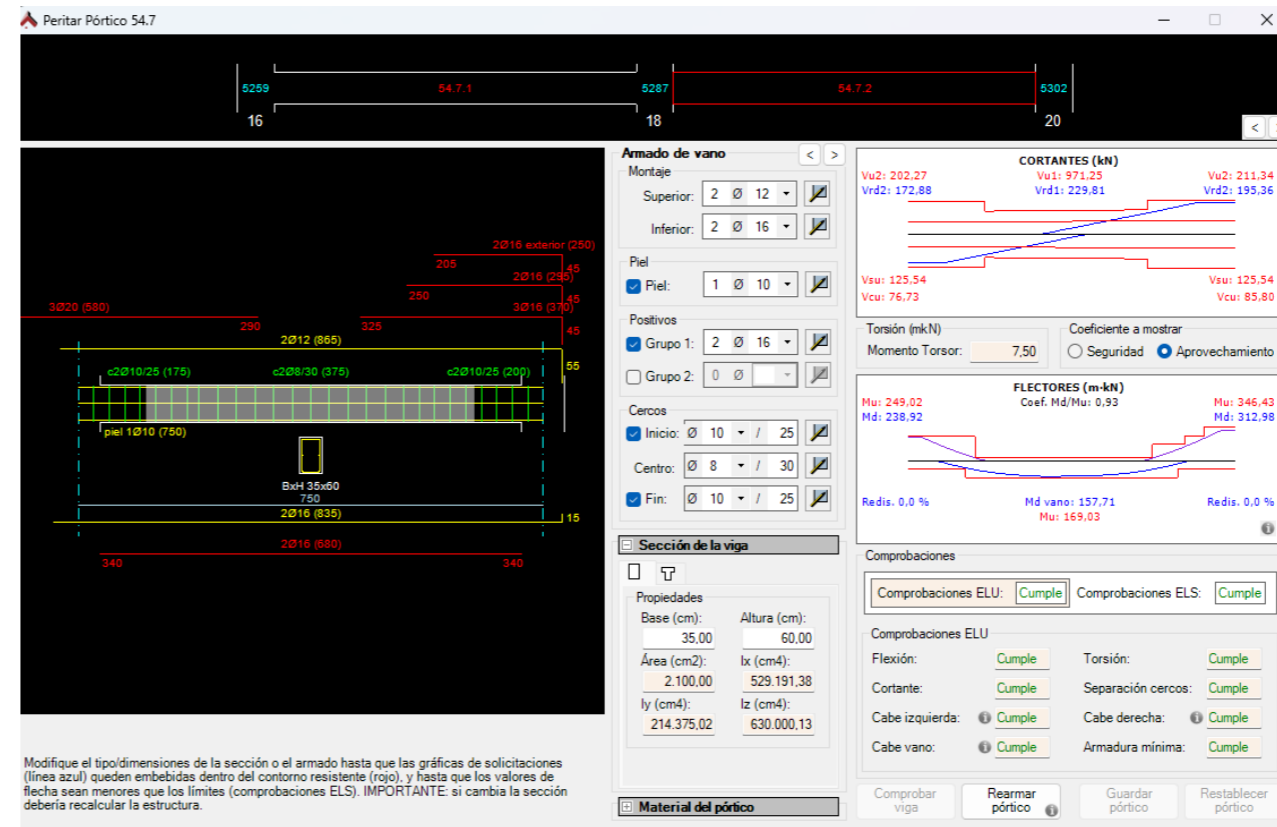 Peritar Pórtico 54.7
5259 54.7.1 5287 54.7.2 5302
16 18 20
< 
2Ø16 exterior (250)
205 45
2Ø16 (295)
250 45
3Ø20 (580) 3Ø16 (370)
290 325 45
2Ø12 (865)
55
c2Ø10/25 (175) c2Ø8/30 (375) c2Ø10/25 (200)
piel 1Ø10 (750)
BxH 35x60
750
2Ø16 (835) 15
2Ø16 (680)
340 340
Modifique el tipo/dimensiones de la sección o el armado hasta que las gráficas de solicitaciones
(línea azul) queden embebidas dentro del contorno resistente (rojo), y hasta que los valores de
flecha sean menores que los límites (comprobaciones ELS). IMPORTANTE: si cambia la sección
debería recalcular la estructura.
Armado de vano < >
Montaje
Superior: 2 Ø 12
Inferior: 2 Ø 16
Piel
Piel: 1 Ø 10
Positivos
Grupo 1: 2 Ø 16
Grupo 2: 0 Ø
Cercos
Inicio: Ø 10 / 25
Centro: Ø 8 / 30
Fin: Ø 10 / 25
Sección de la viga
Propiedades
Base (cm): Altura (cm):
35,00 60,00
Área (cm2): Ix (cm4):
2.100,00 529.191,38
Iy (cm4): Iz (cm4):
214.375,02 630.000,13
Material del pórtico
CORTANTES (kN)
Vu2: 202,27 Vu1: 971,25 Vu2: 211,34
Vrd2: 172,88 Vrd1: 229,81 Vrd2: 195,36
Vsu: 125,54 Vsu: 125,54
Vcu: 76,73 Vcu: 85,80
Torsión (mkN)
Momento Torsor: 7,50
Coeficiente a mostrar
Seguridad Aprovechamiento
FLECTORES (m·kN)
Mu: 249,02 Coef. Md/Mu: 0,93 Mu: 346,43
Md: 238,92 Md: 312,98
Redis. 0,0 % Md vano: 157,71 Redis. 0,0 %
Mu: 169,03
Comprobaciones
Comprobaciones ELU: Cumple Comprobaciones ELS: Cumple
Comprobaciones ELU
Flexión: Cumple Torsión: Cumple
Cortante: Cumple Separación cercos: Cumple
Cabe izquierda: Cumple Cabe derecha: Cumple
Cabe vano: Cumple Armadura mínima: Cumple
Comprobar viga
Rearmar pórtico
Guardar pórtico
Restablecer pórtico